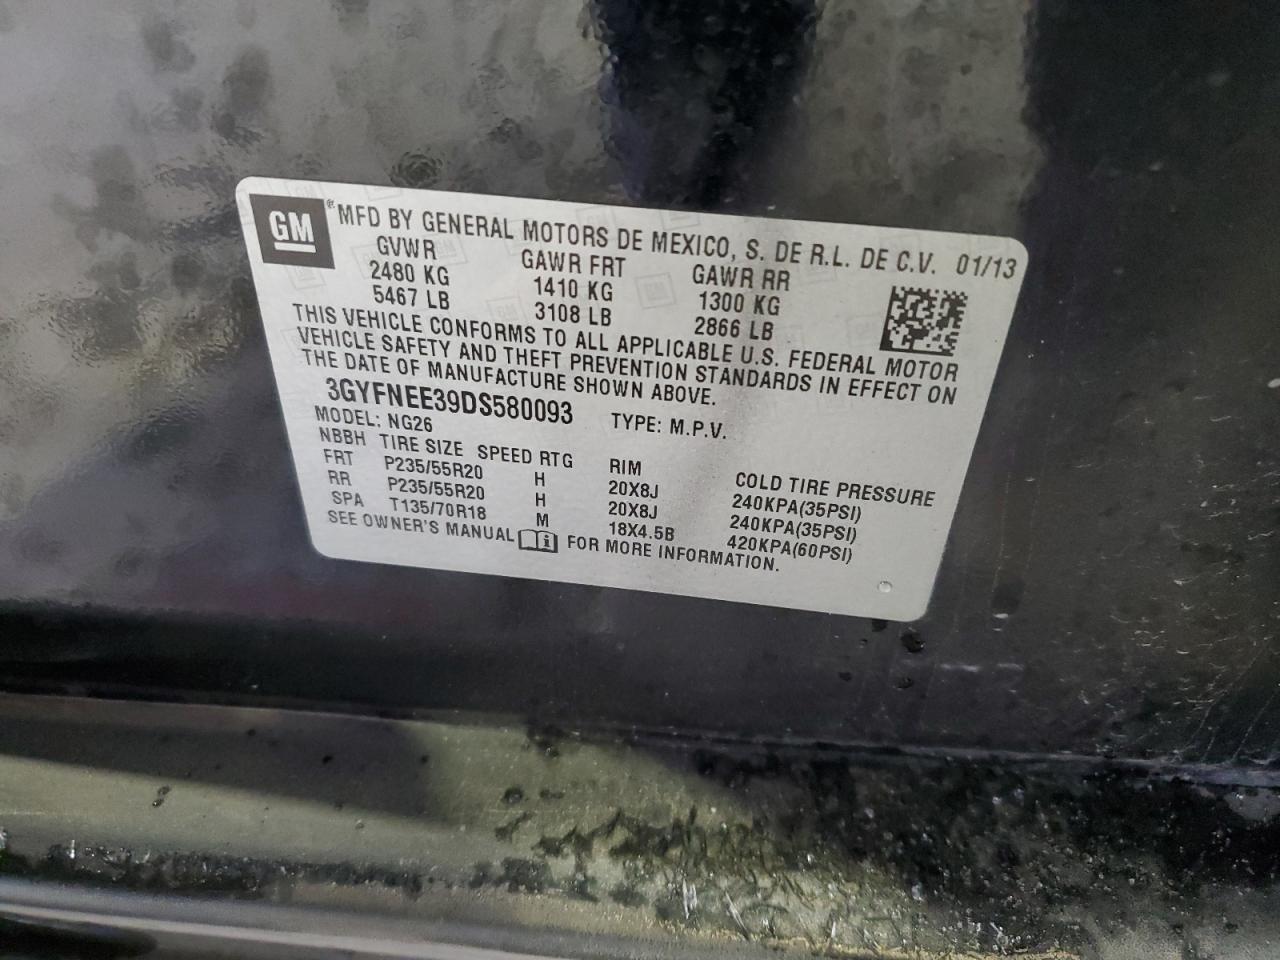 GM ® MFD BY GENERAL MOTORS DE MEXICO, S. DE R.L. DE C.V. 01/13
GVWR GAWR FRT GAWR RR
2480 KG 1410 KG 1300 KG
5467 LB 3108 LB 2866 LB
THIS VEHICLE CONFORMS TO ALL APPLICABLE U.S. FEDERAL MOTOR
VEHICLE SAFETY AND THEFT PREVENTION STANDARDS IN EFFECT ON
THE DATE OF MANUFACTURE SHOWN ABOVE.
3GYFNEE39DS580093 TYPE: M.P.V.
MODEL: NG26
NBBH TIRE SIZE SPEED RTG RIM COLD TIRE PRESSURE
FRT P235/55R20 H 20X8J 240KPA(35PSI)
RR P235/55R20 H 20X8J 240KPA(35PSI)
SPA T135/70R18 M 18X4.5B 420KPA(60PSI)
SEE OWNER'S MANUAL FOR MORE INFORMATION.